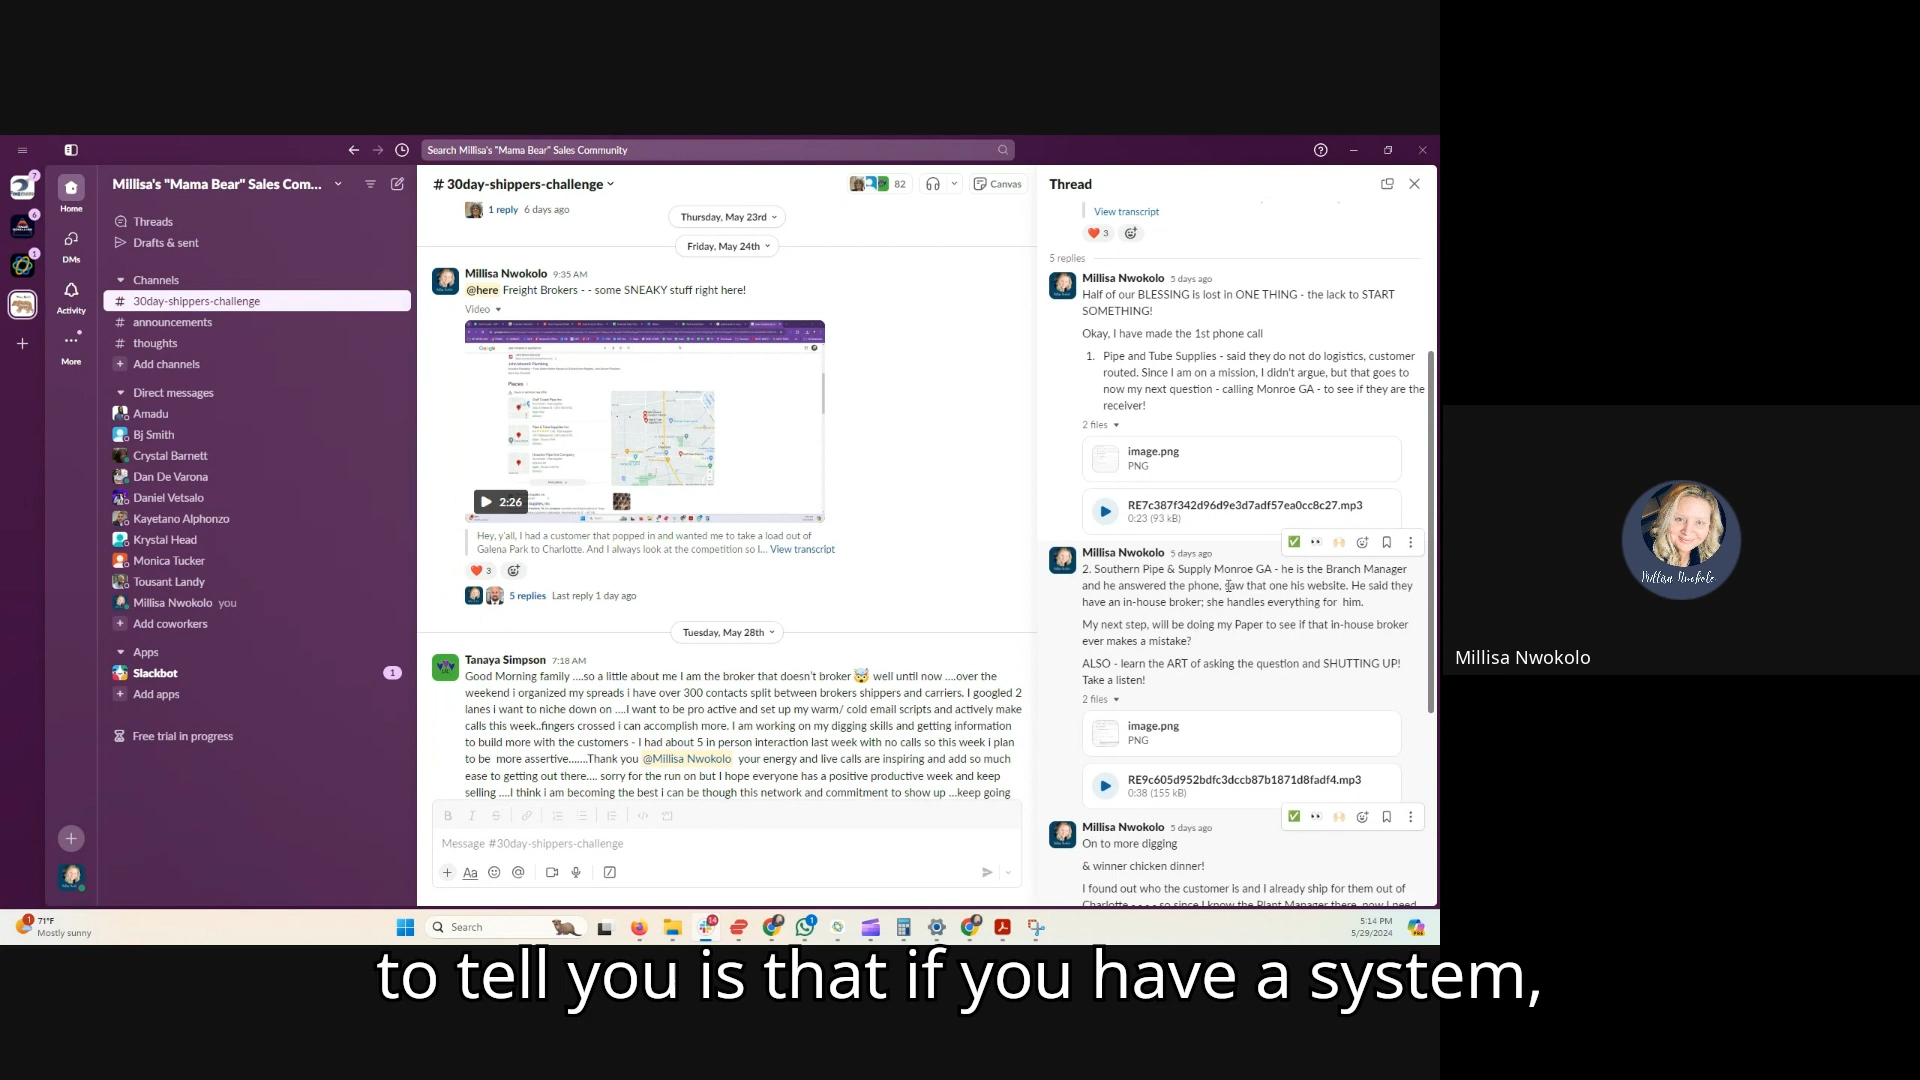 Search Millisa's "Mama Bear" Sales Community
7
6
1
Home
DMs
Activity
More
Millisa's "Mama Bear" Sales Com...
Threads
Drafts & sent
Channels
# 30day-shippers-challenge
# announcements
# thoughts
+ Add channels
Direct messages
Amadu
Bj Smith
Crystal Barnett
Dan De Varona
Daniel Vetsalo
Kayetano Alphonzo
Krystal Head
Monica Tucker
Tousant Landy
Millisa Nwokolo you
+ Add coworkers
Apps
Slackbot 1
+ Add apps
Free trial in progress
# 30day-shippers-challenge
82
Canvas
1 reply 6 days ago
Thursday, May 23rd
Friday, May 24th
Millisa Nwokolo 9:35 AM
@here Freight Brokers - - some SNEAKY stuff right here!
Video
2:26
Hey, y'all, I had a customer that popped in and wanted me to take a load out of
Galena Park to Charlotte. And I always look at the competition so I... View transcript
3
5 replies Last reply 1 day ago
Tuesday, May 28th
Tanaya Simpson 7:18 AM
Good Morning family ....so a little about me I am the broker that doesn't broker 🤯 well until now ....over the
weekend i organized my spreads i have over 300 contacts split between brokers shippers and carriers. I googled 2
lanes i want to niche down on ....I want to be pro active and set up my warm/ cold email scripts and actively make
calls this week..fingers crossed i can accomplish more. I am working on my digging skills and getting information
to build more with the customers - I had about 5 in person interaction last week with no calls so this week i plan
to be more assertive.......Thank you @Millisa Nwokolo your energy and live calls are inspiring and add so much
ease to getting out there.... sorry for the run on but I hope everyone has a positive productive week and keep
selling ....I think i am becoming the best i can be though this network and commitment to show up ...keep going
Message #30day-shippers-challenge
Aa
Thread
View transcript
3
5 replies
Millisa Nwokolo 5 days ago
Half of our BLESSING is lost in ONE THING - the lack to START
SOMETHING!
Okay, I have made the 1st phone call
1. Pipe and Tube Supplies - said they do not do logistics, customer
routed. Since I am on a mission, I didn't argue, but that goes to
now my next question - calling Monroe GA - to see if they are the
receiver!
2 files
image.png
PNG
RE7c387f342d96d9e3d7adf57ea0cc8c27.mp3
0:23 (93 kB)
Millisa Nwokolo 5 days ago
2. Southern Pipe & Supply Monroe GA - he is the Branch Manager
and he answered the phone, saw that one his website. He said they
have an in-house broker; she handles everything for him.
My next step, will be doing my Paper to see if that in-house broker
ever makes a mistake?
ALSO - learn the ART of asking the question and SHUTTING UP!
Take a listen!
2 files
image.png
PNG
RE9c605d952bdfc3dccb87b1871d8fadf4.mp3
0:38 (155 kB)
Millisa Nwokolo 5 days ago
On to more digging
& winner chicken dinner!
I found out who the customer is and I already ship for them out of
Charlotte - - - - so since I know the Plant Manager there, now I need
Millisa Nwokolo
Millisa Nwokolo
71°F
Mostly sunny
Search
5:14 PM
5/29/2024
to tell you is that if you have a system,